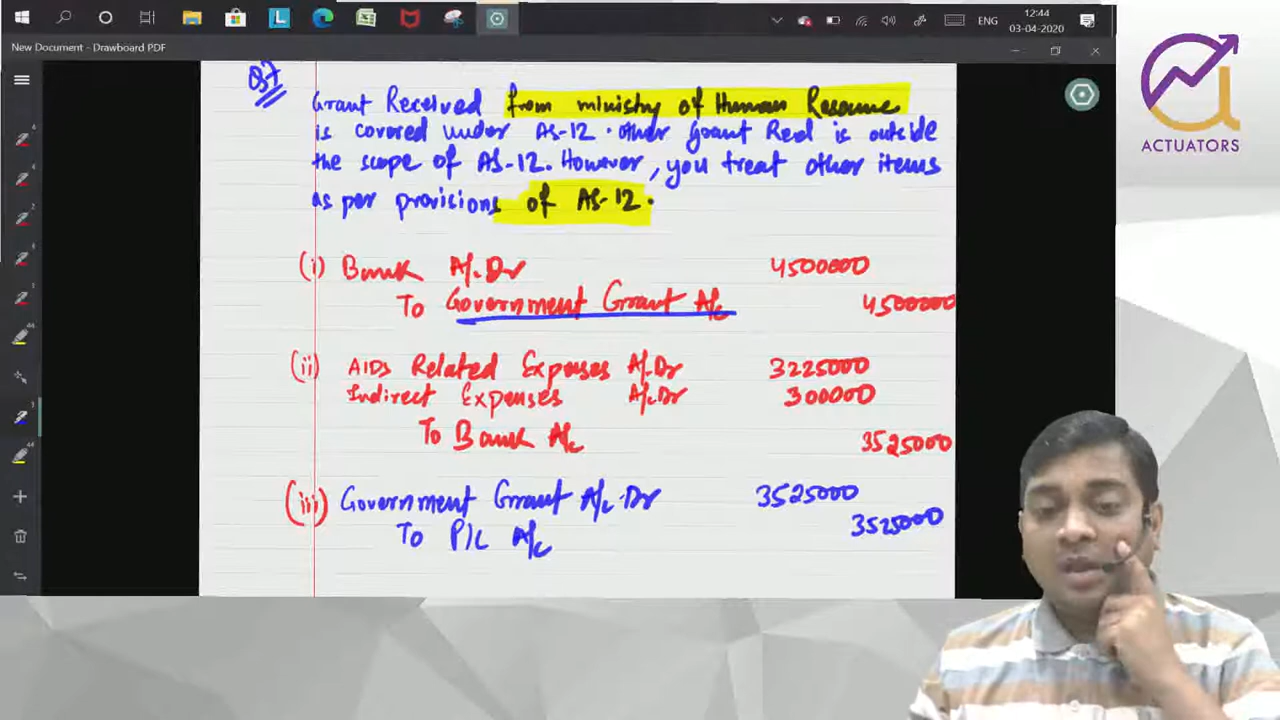 12:44
ENG
03-04-2020
New Document - Drawboard PDF
Q37
Grant Received from ministry of Human Resource
is covered under AS-12. other grant Recd is outside
the scope of AS-12. However, you treat other items
as per provisions of AS-12.
(i) Bank A/c. Dr 4500000
To Government Grant A/c 4500000
(ii) AIDs Related Expenses A/c. Dr 3225000
Indirect Expenses A/c. Dr 300000
To Bank A/c 3525000
(iii) Government Grant A/c. Dr 3525000
To P/L A/c 3525000
ACTUATORS